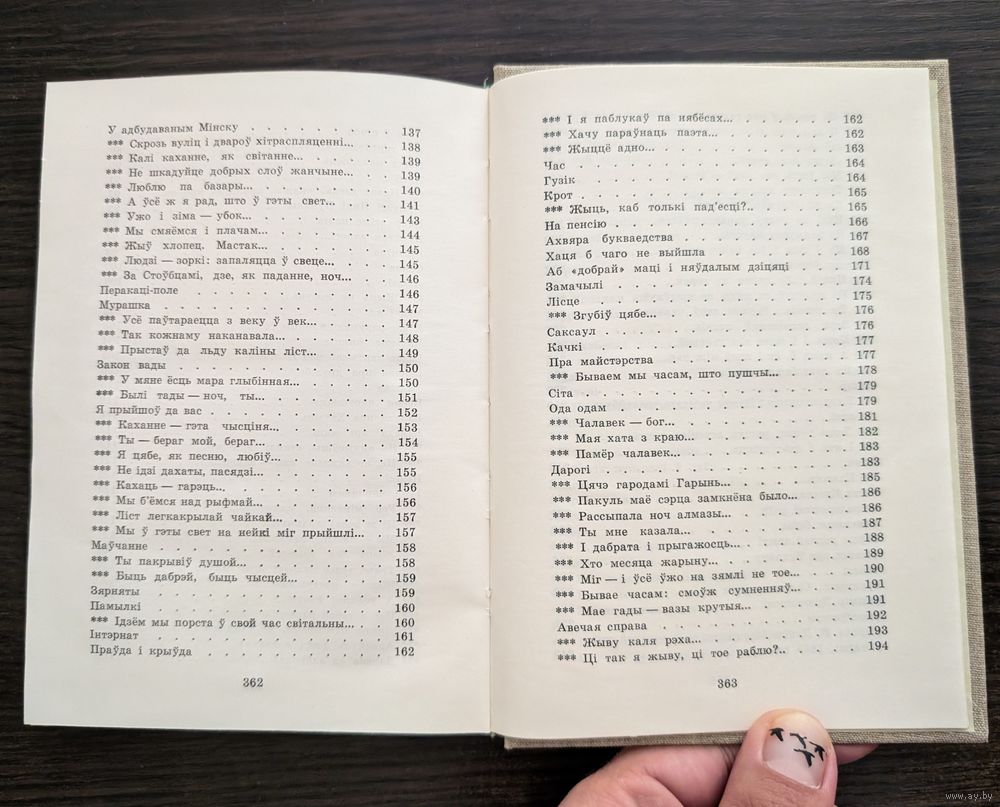 У адбудаваным Мінску . . . . . . . . 137
*** Скрозь вуліц і двароў хітраспляценні... . . 138
*** Калі каханне, як світанне... . . . . . 139
*** Не шкадуйце добрых слоў жанчыне... . . . 139
*** Люблю па базары... . . . . . . . 140
*** А ўсё ж я рад, што ў гэты свет... . . . . 141
*** Ужо і зіма — убок... . . . . . . . 143
*** Мы смяёмся і плачам... . . . . . . 144
*** Жыў хлопец. Мастак... . . . . . . 145
*** Людзі — зоркі: запаляцца ў свеце... . . . . 145
*** За Стоўбцамі, дзе, як паданне, ноч... . . . 146
Перакаці-поле . . . . . . . . . . 146
Мурашка . . . . . . . . . . . 147
*** Усё паўтараецца з веку ў век... . . . . 147
*** Так кожнаму наканавала... . . . . . 148
*** Прыстаў да льду каліны ліст... . . . . 149
Закон вады . . . . . . . . . . . 150
*** У мяне ёсць мара глыбінная... . . . . . 150
*** Былі тады — ноч, ты... . . . . . . 151
Я прыйшоў да вас . . . . . . . . . 152
*** Каханне — гэта чысціня... . . . . . . 153
*** Ты — бераг мой, бераг... . . . . . . . 154
*** Я цябе, як песню, любіў... . . . . . . 155
*** Не ідзі дахаты, пасядзі... . . . . . . 155
*** Кахаць — гарэць... . . . . . . . . 156
*** Мы б'ёмся над рыфмай... . . . . . . 156
*** Ліст легкакрылай чайкай... . . . . . . 157
*** Мы ў гэты свет на нейкі міг прыйшлі... . . 157
Маўчанне . . . . . . . . . . . 158
*** Ты пакрывіў душой... . . . . . . . 158
*** Быць дабрэй, быць чысцей... . . . . . 159
Зярняты . . . . . . . . . . . 159
Памылкі . . . . . . . . . . . 160
*** Ідзём мы порста ў свой час світальны... . . 160
Інтэрнат . . . . . . . . . . . 161
Праўда і крыўда . . . . . . . . . 162
362
*** І я паблукаў па нябёсах... . . . . . . 162
*** Хачу параўнаць паэта... . . . . . . 162
*** Жыццё адно... . . . . . . . . . 163
Час . . . . . . . . . . . . . 164
Гузік . . . . . . . . . . . . 164
Крот . . . . . . . . . . . . . 165
*** Жыць, каб толькі пад'есці?.. . . . . . 165
На пенсію . . . . . . . . . . . 166
Ахвяра букваедства . . . . . . . . 167
Хаця б чаго не выйшла . . . . . . . 168
Аб «добрай» маці і няўдалым дзіцяці . . . 171
Замачылі . . . . . . . . . . . 174
Лісце . . . . . . . . . . . . 175
*** Згубіў цябе... . . . . . . . . . 176
Саксаул . . . . . . . . . . . . 176
Качкі . . . . . . . . . . . . 177
Пра майстэрства . . . . . . . . . 177
*** Бываем мы часам, што пушчы... . . . . 178
Сіта . . . . . . . . . . . . . 179
Ода одам . . . . . . . . . . . 179
*** Чалавек — бог... . . . . . . . . 181
*** Мая хата з краю... . . . . . . . . 182
*** Памёр чалавек... . . . . . . . . 183
Дарогі . . . . . . . . . . . . 183
*** Цячэ гародамі Гарынь... . . . . . . 185
*** Пакуль маё сэрца замкнёна было... . . . 186
*** Рассыпала ноч алмазы... . . . . . . 186
*** Ты мне казала... . . . . . . . . 187
*** І дабрата і прыгажосць... . . . . . . 188
*** Хто месяца жарыну... . . . . . . . 189
*** Міг — і ўсё ўжо на зямлі не тое... . . . . 190
*** Бывае часам: смоўж сумненняў... . . . . 191
*** Мае гады — вазы крутыя... . . . . . . 191
Авечая справа . . . . . . . . . . 192
*** Жыву каля рэха... . . . . . . . . 193
*** Ці так я жыву, ці тое раблю?.. . . . . 194
363
www.ay.by